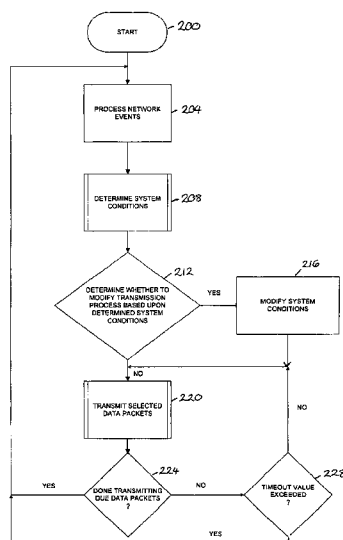 START
200
PROCESS NETWORK
EVENTS
204
DETERMINE SYSTEM
CONDITIONS
208
DETERMINE WHETHER TO
MODIFY TRANSMISSION
PROCESS BASED UPON
DETERMINED SYSTEM
CONDITIONS
212
YES
216
MODIFY SYSTEM
CONDITIONS
NO
TRANSMIT SELECTED
DATA PACKETS
220
NO
DONE TRANSMITTING
DUE DATA PACKETS
?
224
YES
NO
TIMEOUT VALUE
EXCEEDED
?
228
YES